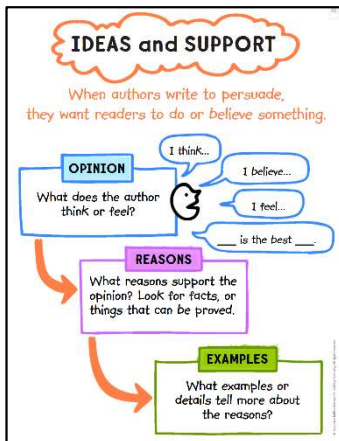 IDEAS and SUPPORT
When authors write to persuade,
they want readers to do or believe something.
I think...
OPINION
I believe...
What does the author
think or feel?
I feel...
___ is the best ___.
REASONS
What reasons support the
opinion? Look for facts, or
things that can be proved.
EXAMPLES
What examples or
details tell more about
the reasons?